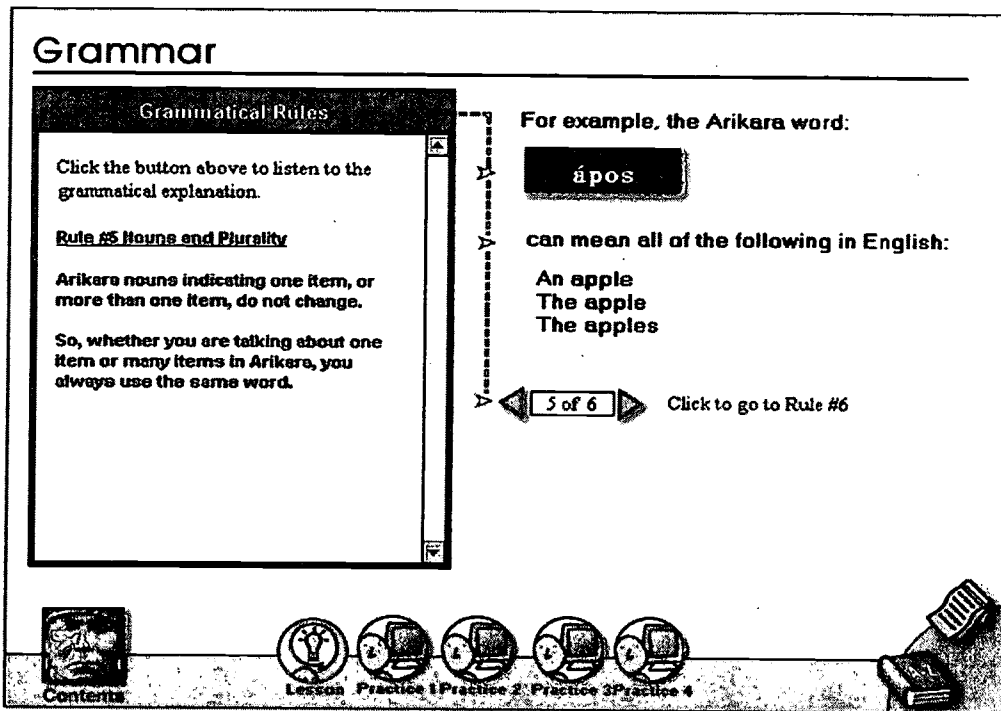 Grammar
Grammatical Rules
Click the button above to listen to the
grammatical explanation.
Rule #5 Nouns and Plurality
Arikara nouns indicating one item, or
more than one item, do not change.
So, whether you are talking about one
item or many items in Arikara, you
always use the same word.
For example, the Arikara word:
ápos
can mean all of the following in English:
An apple
The apple
The apples
5 of 6
Click to go to Rule #6
Contents
Lesson
Practice 1
Practice 2
Practice 3
Practice 4